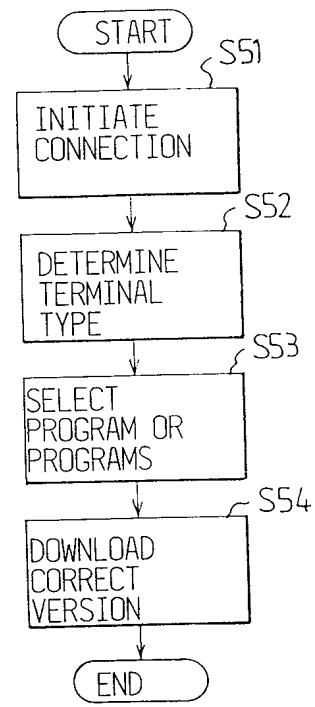 START
S51
INITIATE
CONNECTION
S52
DETERMINE
TERMINAL
TYPE
S53
SELECT
PROGRAM OR
PROGRAMS
S54
DOWNLOAD
CORRECT
VERSION
END